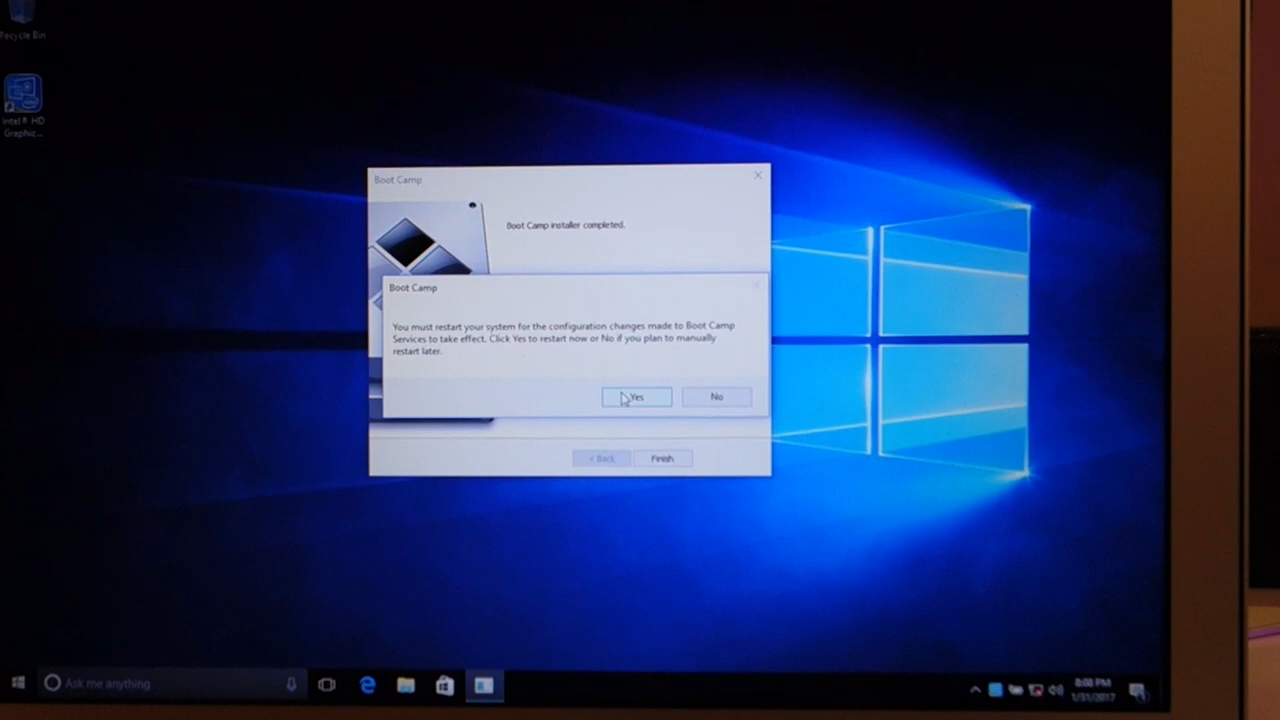 Recycle Bin
Intel® HD
Graphic...
Boot Camp
Boot Camp installer completed.
Boot Camp
You must restart your system for the configuration changes made to Boot Camp
Services to take effect. Click Yes to restart now or No if you plan to manually
restart later.
Yes
No
< Back
Finish
Ask me anything
8:08 PM
1/31/2017